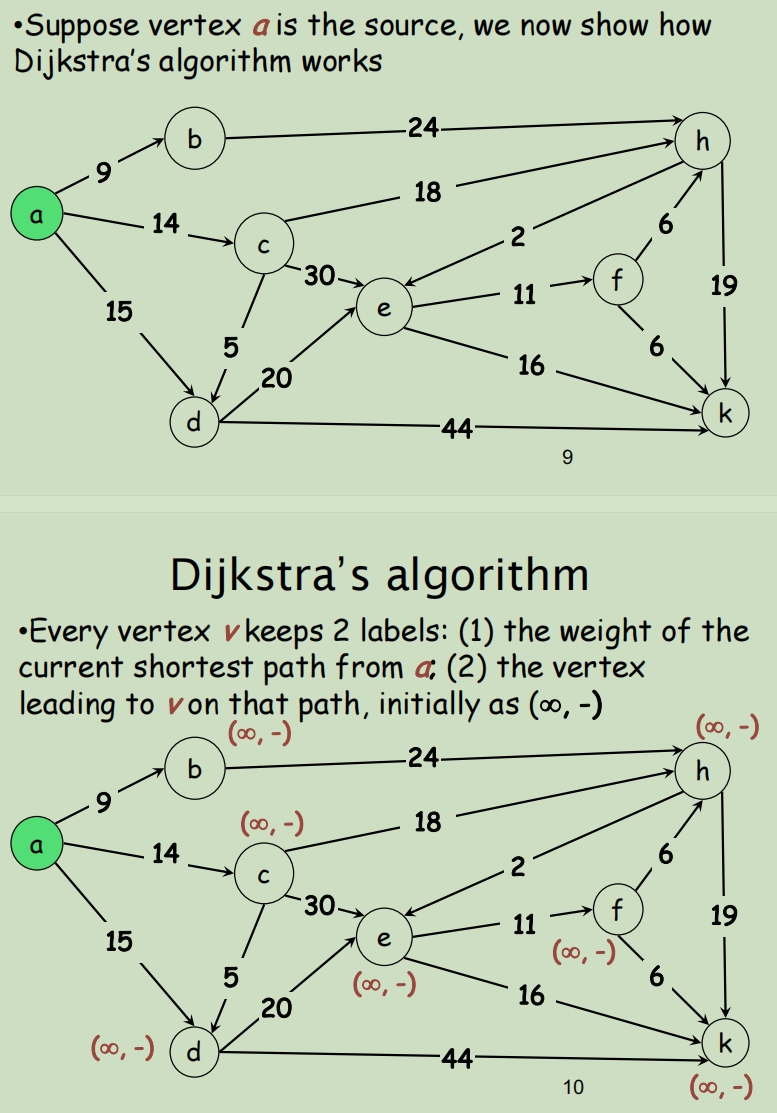 •Suppose vertex a is the source, we now show how
Dijkstra's algorithm works
b
24
h
9
18
a
14
c
6
2
30
f
19
e
11
15
5
6
20
16
d
k
44
9
Dijkstra's algorithm
•Every vertex v keeps 2 labels: (1) the weight of the
current shortest path from a; (2) the vertex
leading to v on that path, initially as (∞, -)
(∞, -)
(∞, -)
b
24
h
9
(∞, -)
18
a
14
c
6
2
30
f
19
e
11
15
(∞, -)
5
(∞, -)
6
20
16
(∞, -)
d
k
44
10
(∞, -)